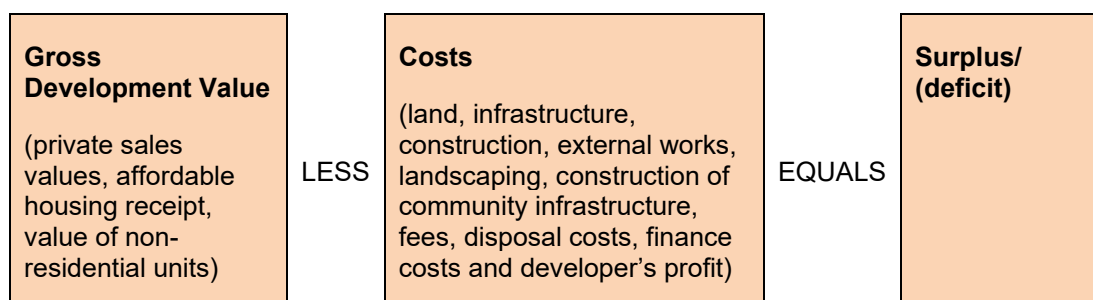 Gross
Development Value
(private sales
values, affordable
housing receipt,
value of non-
residential units)
LESS
Costs
(land, infrastructure,
construction, external works,
landscaping, construction of
community infrastructure,
fees, disposal costs, finance
costs and developer’s profit)
EQUALS
Surplus/
(deficit)